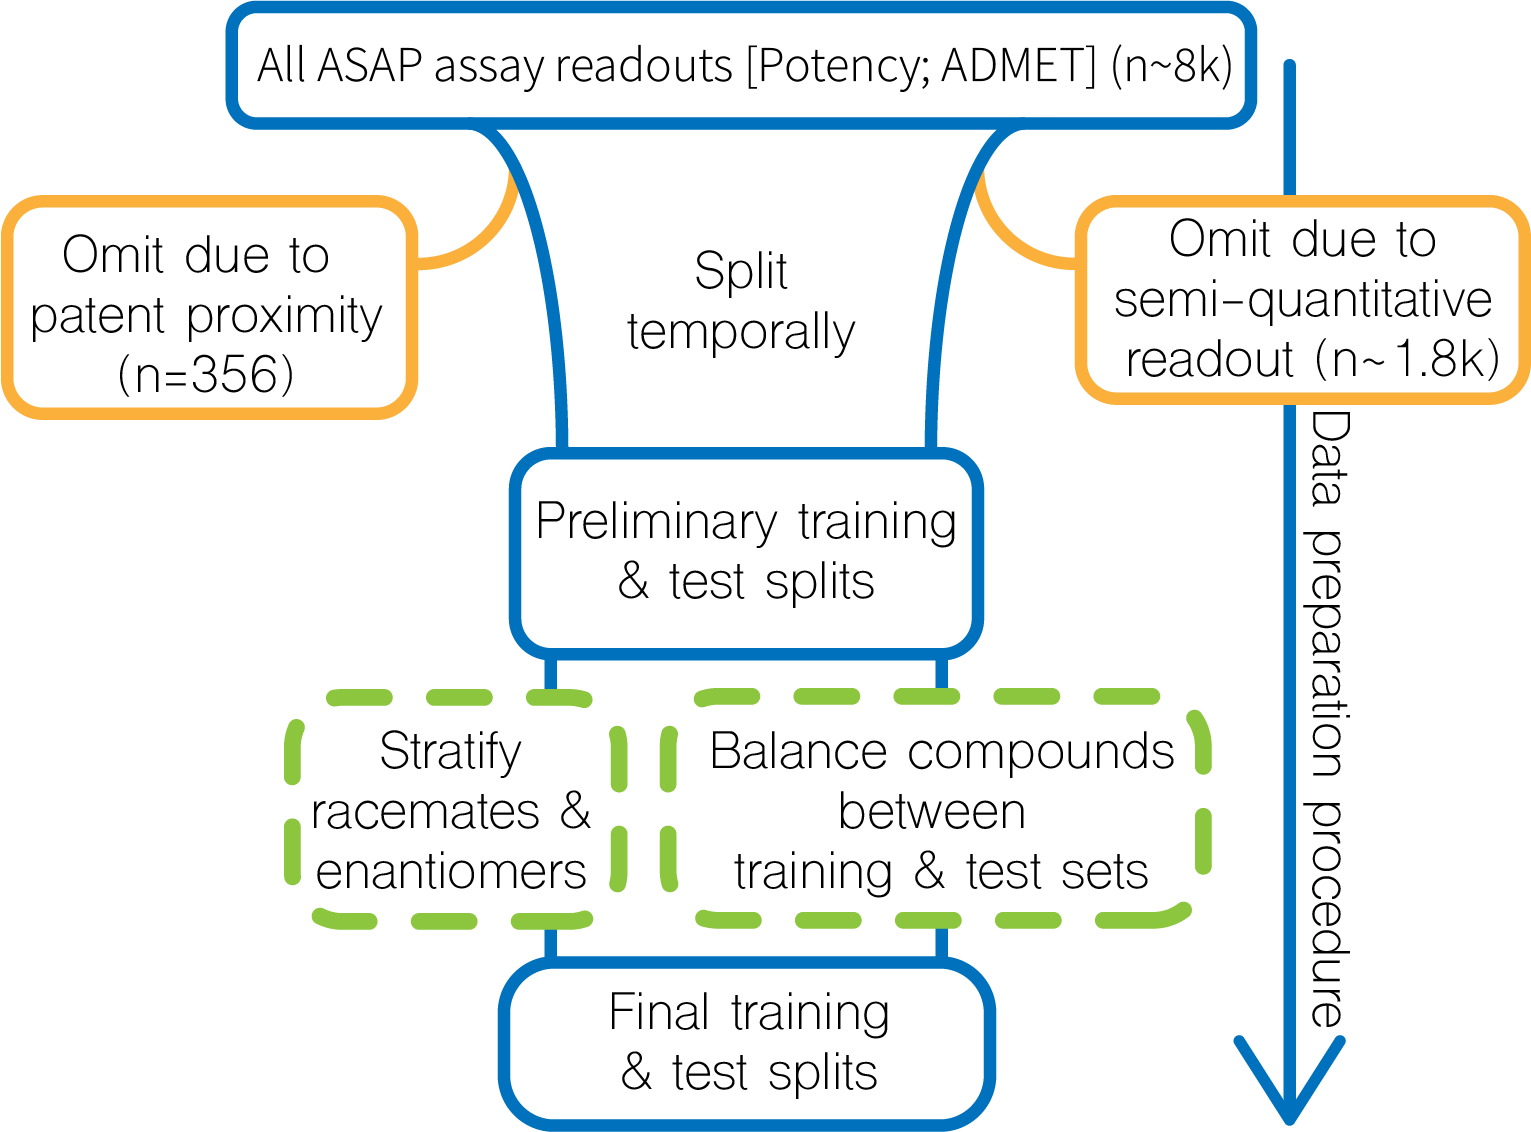 All ASAP assay readouts [Potency; ADMET] (n~8k)
Omit due to
patent proximity
(n=356)
Split
temporally
Omit due to
semi-quantitative
readout (n~1.8k)
Preliminary training
& test splits
Stratify
racemates &
enantiomers
Balance compounds
between
training & test sets
Final training
& test splits
Data preparation procedure